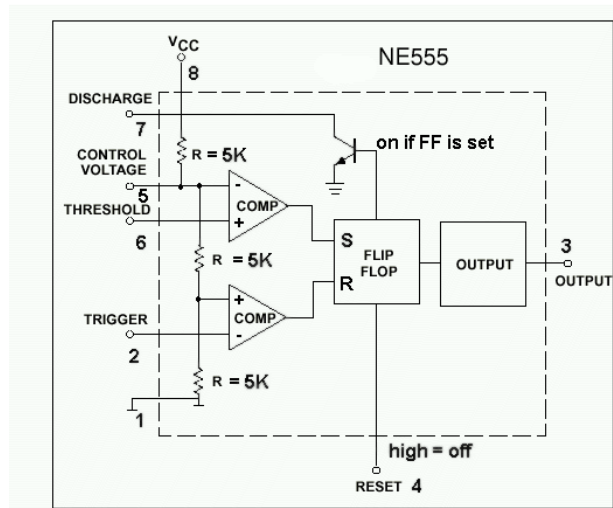 VCC
8
NE555
DISCHARGE
7
on if FF is set
R = 5K
CONTROL
VOLTAGE
5
-
COMP
+
THRESHOLD
6
S
FLIP
FLOP
R
OUTPUT
3
OUTPUT
R = 5K
+
COMP
-
TRIGGER
2
R = 5K
1
high = off
RESET 4